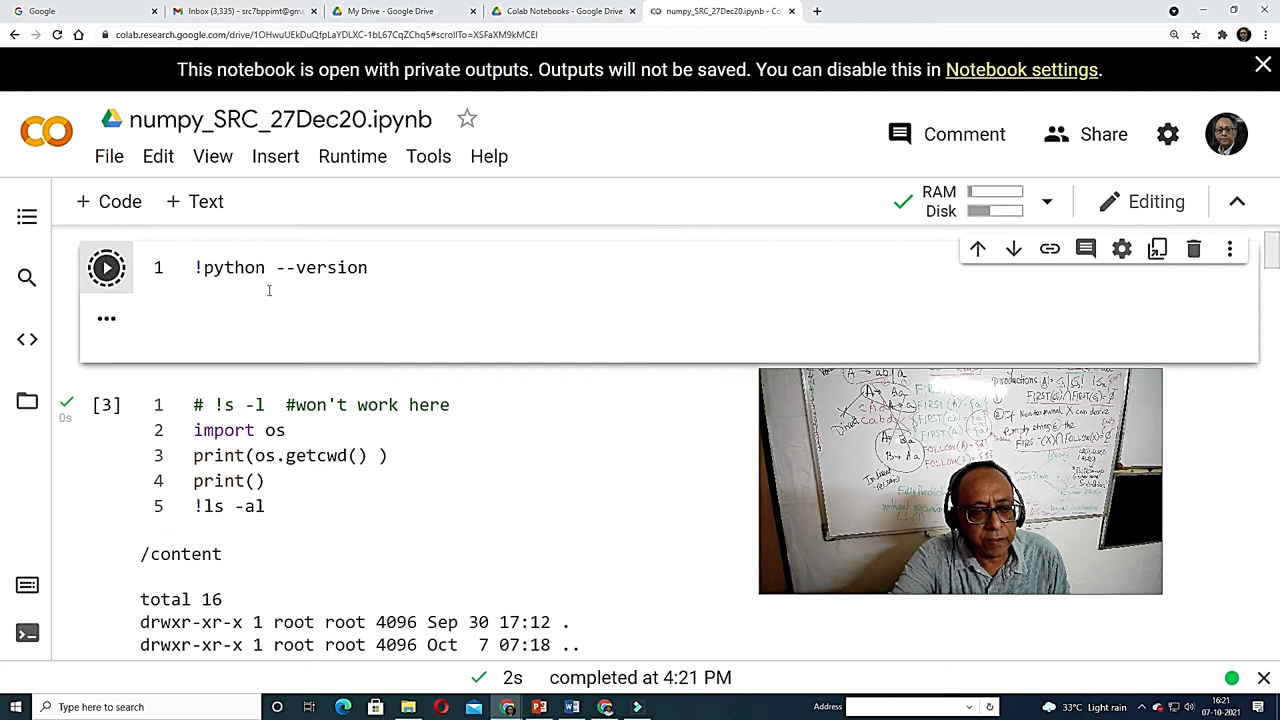 Google
Inbox (3,335) - src7bppimt@gma
My Drive - Google Drive
Colab Notebooks - Google Drive
numpy_SRC_27Dec20.ipynb - Co
colab.research.google.com/drive/1OHwuUEkDuQfpLaYDLXC-1bL67CqZChq5#scrollTo=XSFaXM9kMCEI
This notebook is open with private outputs. Outputs will not be saved. You can disable this in Notebook settings.
numpy_SRC_27Dec20.ipynb
Comment
Share
File Edit View Insert Runtime Tools Help
+ Code + Text
RAM
Disk
Editing
1 !python --version
[3] 1 # !s -l #won't work here
0s
2 import os
3 print(os.getcwd() )
4 print()
5 !ls -al
/content
total 16
drwxr-xr-x 1 root root 4096 Sep 30 17:12 .
drwxr-xr-x 1 root root 4096 Oct 7 07:18 ..
2s completed at 4:21 PM
Type here to search
Address
33°C Light rain
16:21
07-10-2021